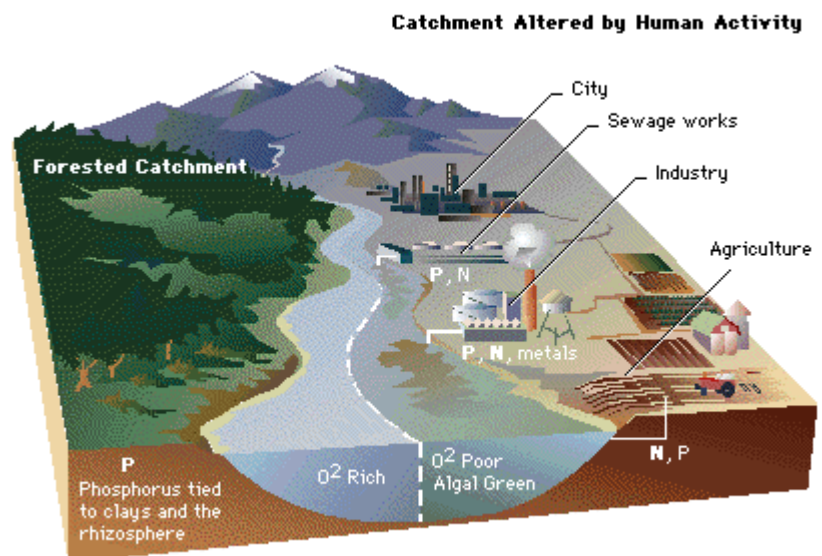 Catchment Altered by Human Activity
City
Sewage works
Forested Catchment
Industry
Agriculture
P, N
P, N, metals
P
Phosphorus tied
to clays and the
rhizosphere
O² Rich
O² Poor
Algal Green
N, P